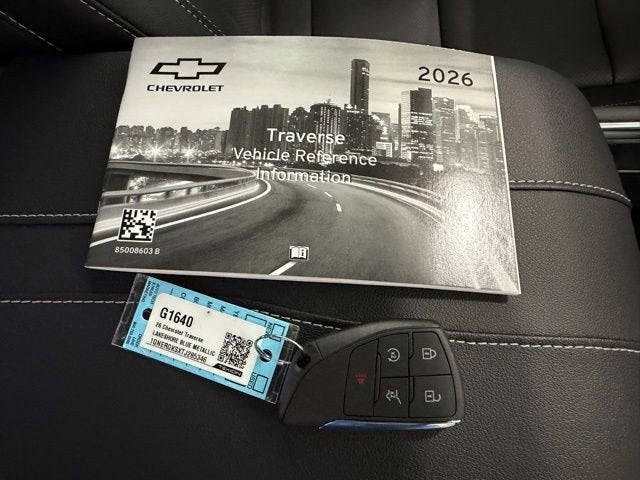 CHEVROLET
2026
Traverse
Vehicle Reference
Information
85008603 B
G1640
26 Chevrolet Traverse
LAKESHORE BLUE METALLIC